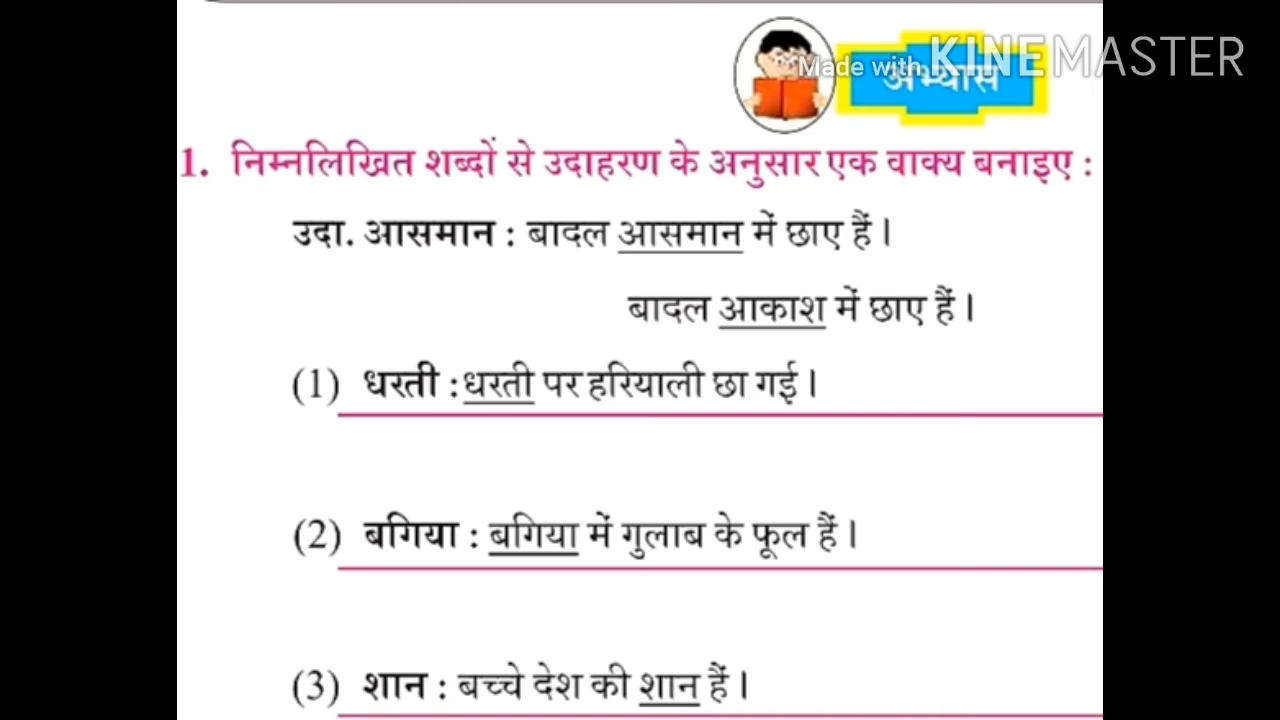 Made with KINEMASTER
अभ्यास
1. निम्नलिखित शब्दों से उदाहरण के अनुसार एक वाक्य बनाइए :
उदा. आसमान : बादल आसमान में छाए हैं।
बादल आकाश में छाए हैं।
(1) धरती : धरती पर हरियाली छा गई।
(2) बगिया : बगिया में गुलाब के फूल हैं।
(3) शान : बच्चे देश की शान हैं।